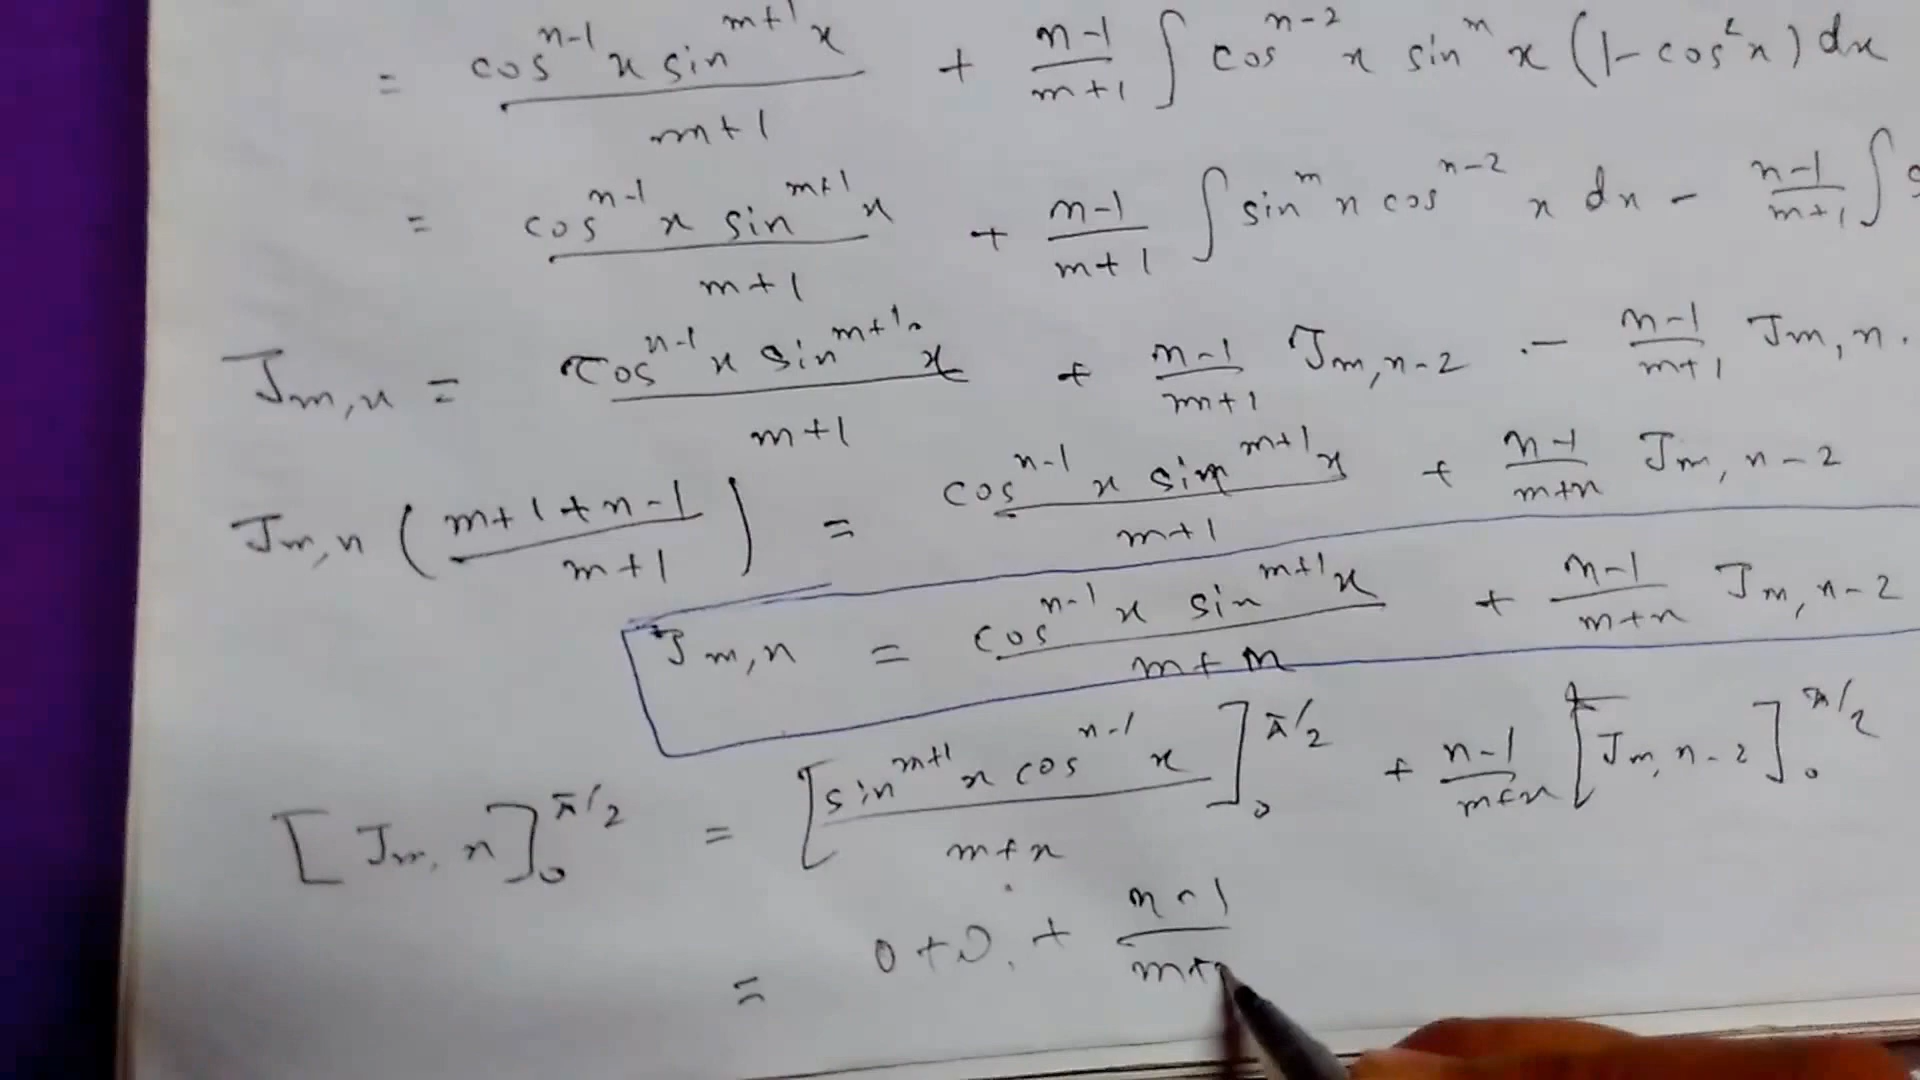 = cos^{n-1} x sin^{m+1} x / m+1 + n-1 / m+1 ∫ cos^{n-2} x sin^m x (1 - cos² x) dx
= cos^{n-1} x sin^{m+1} x / m+1 + n-1 / m+1 ∫ sin^m x cos^{n-2} x dx - n-1 / m+1 ∫
J_{m,n} = cos^{n-1} x sin^{m+1} x / m+1 + n-1 / m+1 J_{m,n-2} - n-1 / m+1 J_{m,n}.
J_{m,n} ( m+1+n-1 / m+1 ) = cos^{n-1} x sin^{m+1} x / m+1 + n-1 / m+n J_{m,n-2}
J_{m,n} = cos^{n-1} x sin^{m+1} x / m+n + n-1 / m+n J_{m,n-2}
[J_{m,n}]_0^{π/2} = [sin^{m+1} x cos^{n-1} x / m+n]_0^{π/2} + n-1 / m+n [J_{m,n-2}]_0^{π/2}
= 0+0. + n-1 / m+